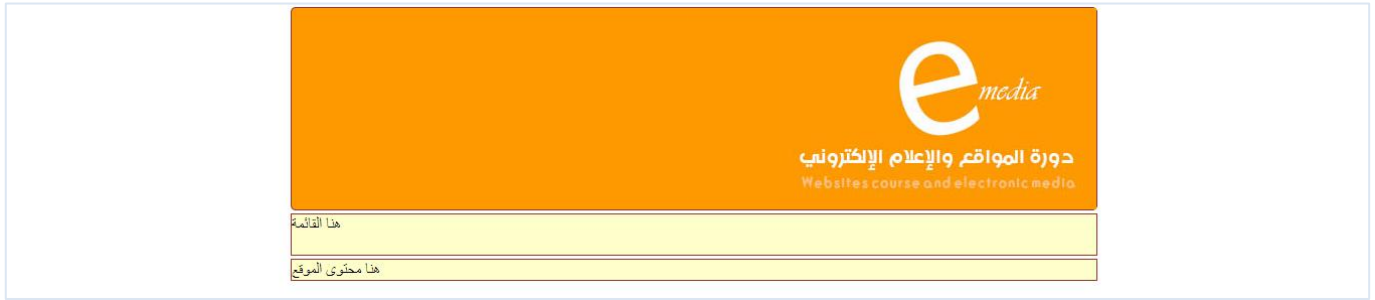 e media
دورة المواقع والإعلام الإلكتروني
Websites course and electronic media
هنا القائمة
هنا محتوى الموقع